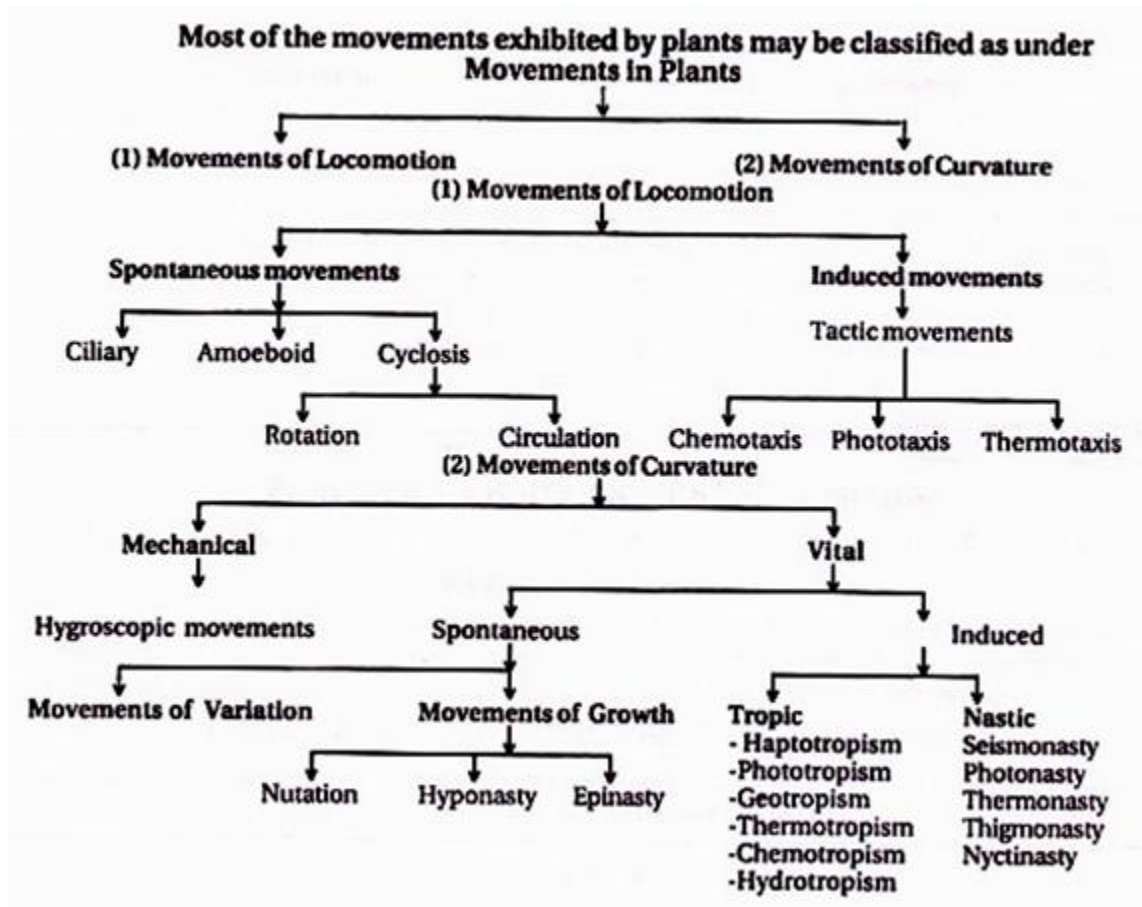 Most of the movements exhibited by plants may be classified as under
Movements in Plants
(1) Movements of Locomotion
(2) Movements of Curvature
(1) Movements of Locomotion
Spontaneous movements
Induced movements
Ciliary
Amoeboid
Cyclosis
Tactic movements
Rotation
Circulation
Chemotaxis
Phototaxis
Thermotaxis
(2) Movements of Curvature
Mechanical
Vital
Hygroscopic movements
Spontaneous
Induced
Movements of Variation
Movements of Growth
Nutation
Hyponasty
Epinasty
Tropic
- Haptotropism
-Phototropism
-Geotropism
-Thermotropism
-Chemotropism
-Hydrotropism
Nastic
Seismonasty
Photonasty
Thermonasty
Thigmonasty
Nyctinasty